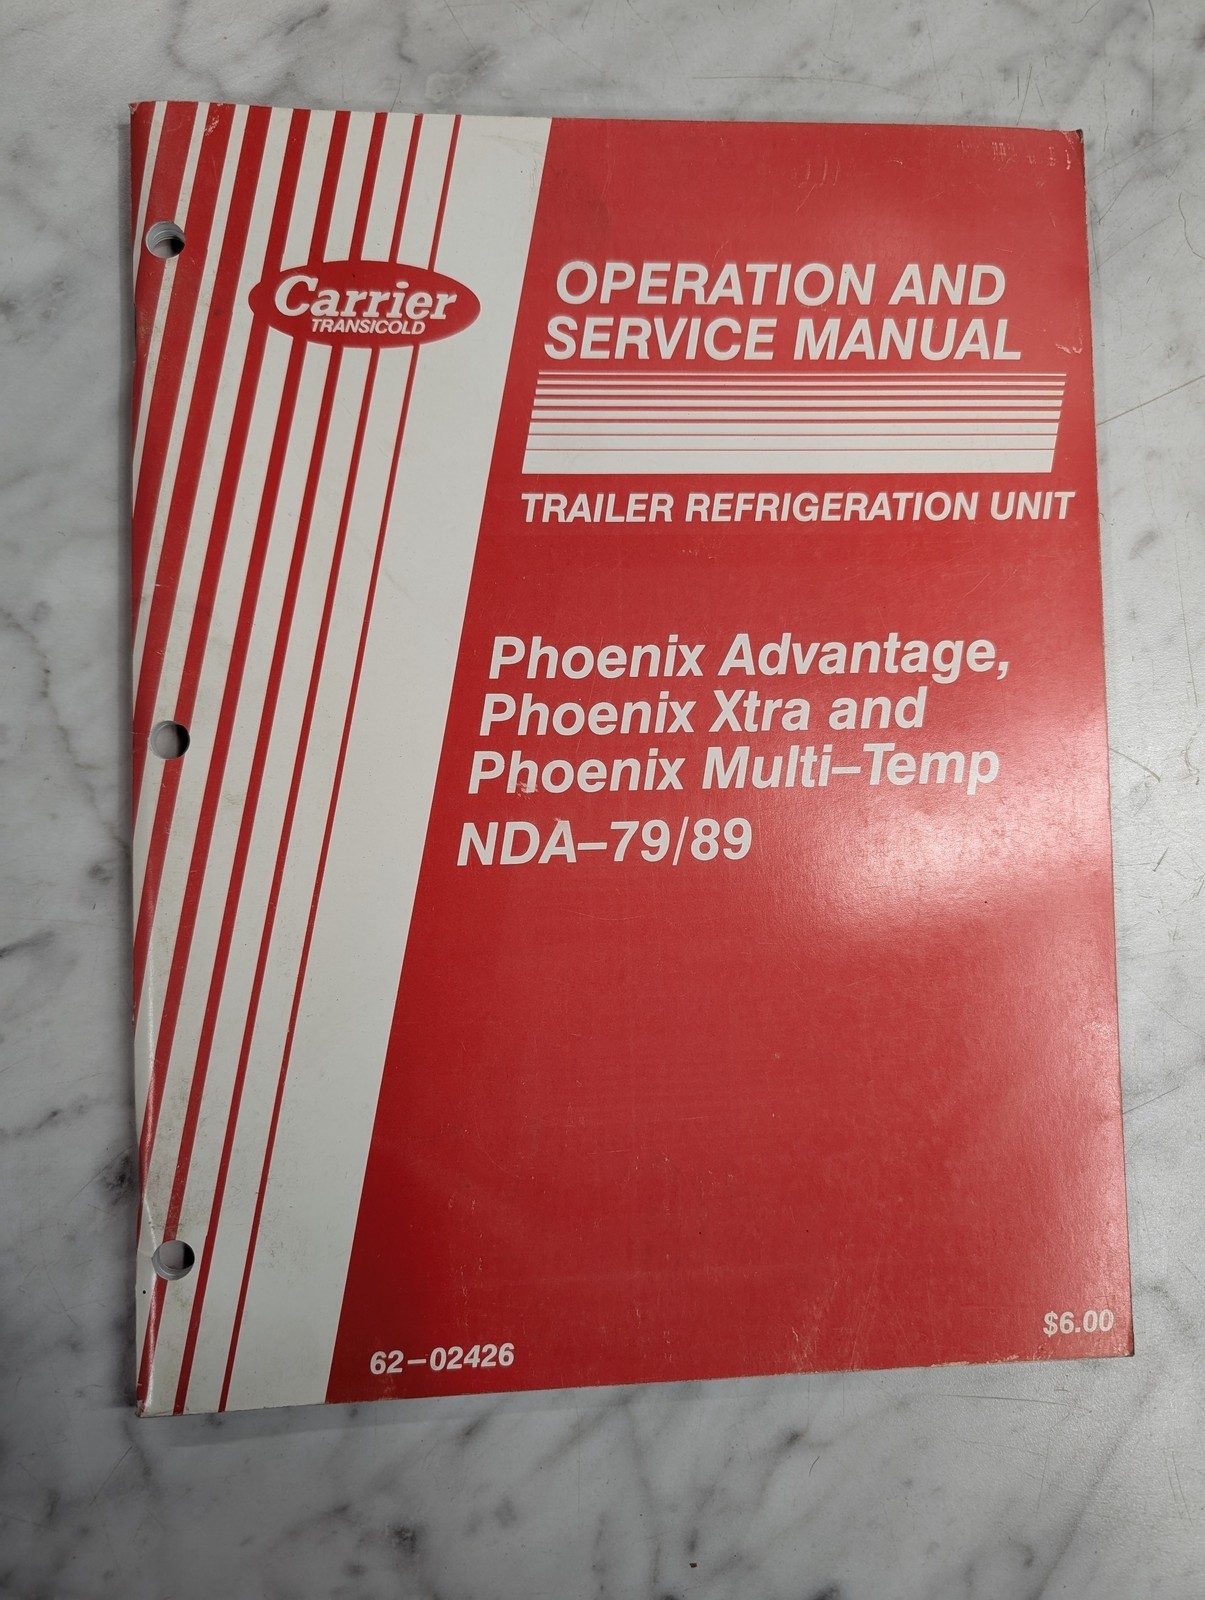 Carrier
TRANSICOLD
OPERATION AND
SERVICE MANUAL
TRAILER REFRIGERATION UNIT
Phoenix Advantage,
Phoenix Xtra and
Phoenix Multi–Temp
NDA–79/89
62–02426
$6.00